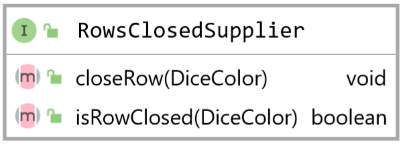 I RowsClosedSupplier
m closeRow(DiceColor) void
m isRowClosed(DiceColor) boolean